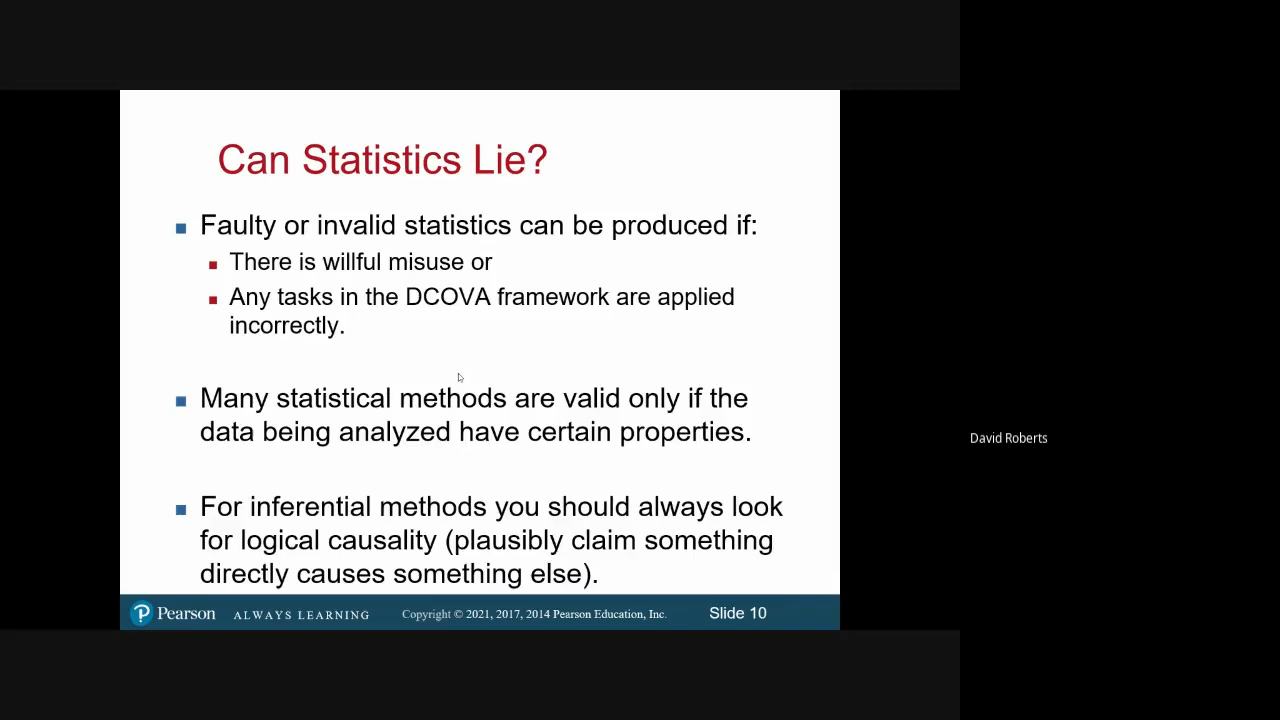 Can Statistics Lie?
Faulty or invalid statistics can be produced if:
There is willful misuse or
Any tasks in the DCOVA framework are applied
incorrectly.
Many statistical methods are valid only if the
data being analyzed have certain properties.
For inferential methods you should always look
for logical causality (plausibly claim something
directly causes something else).
Pearson ALWAYS LEARNING Copyright © 2021, 2017, 2014 Pearson Education, Inc. Slide 10
David Roberts